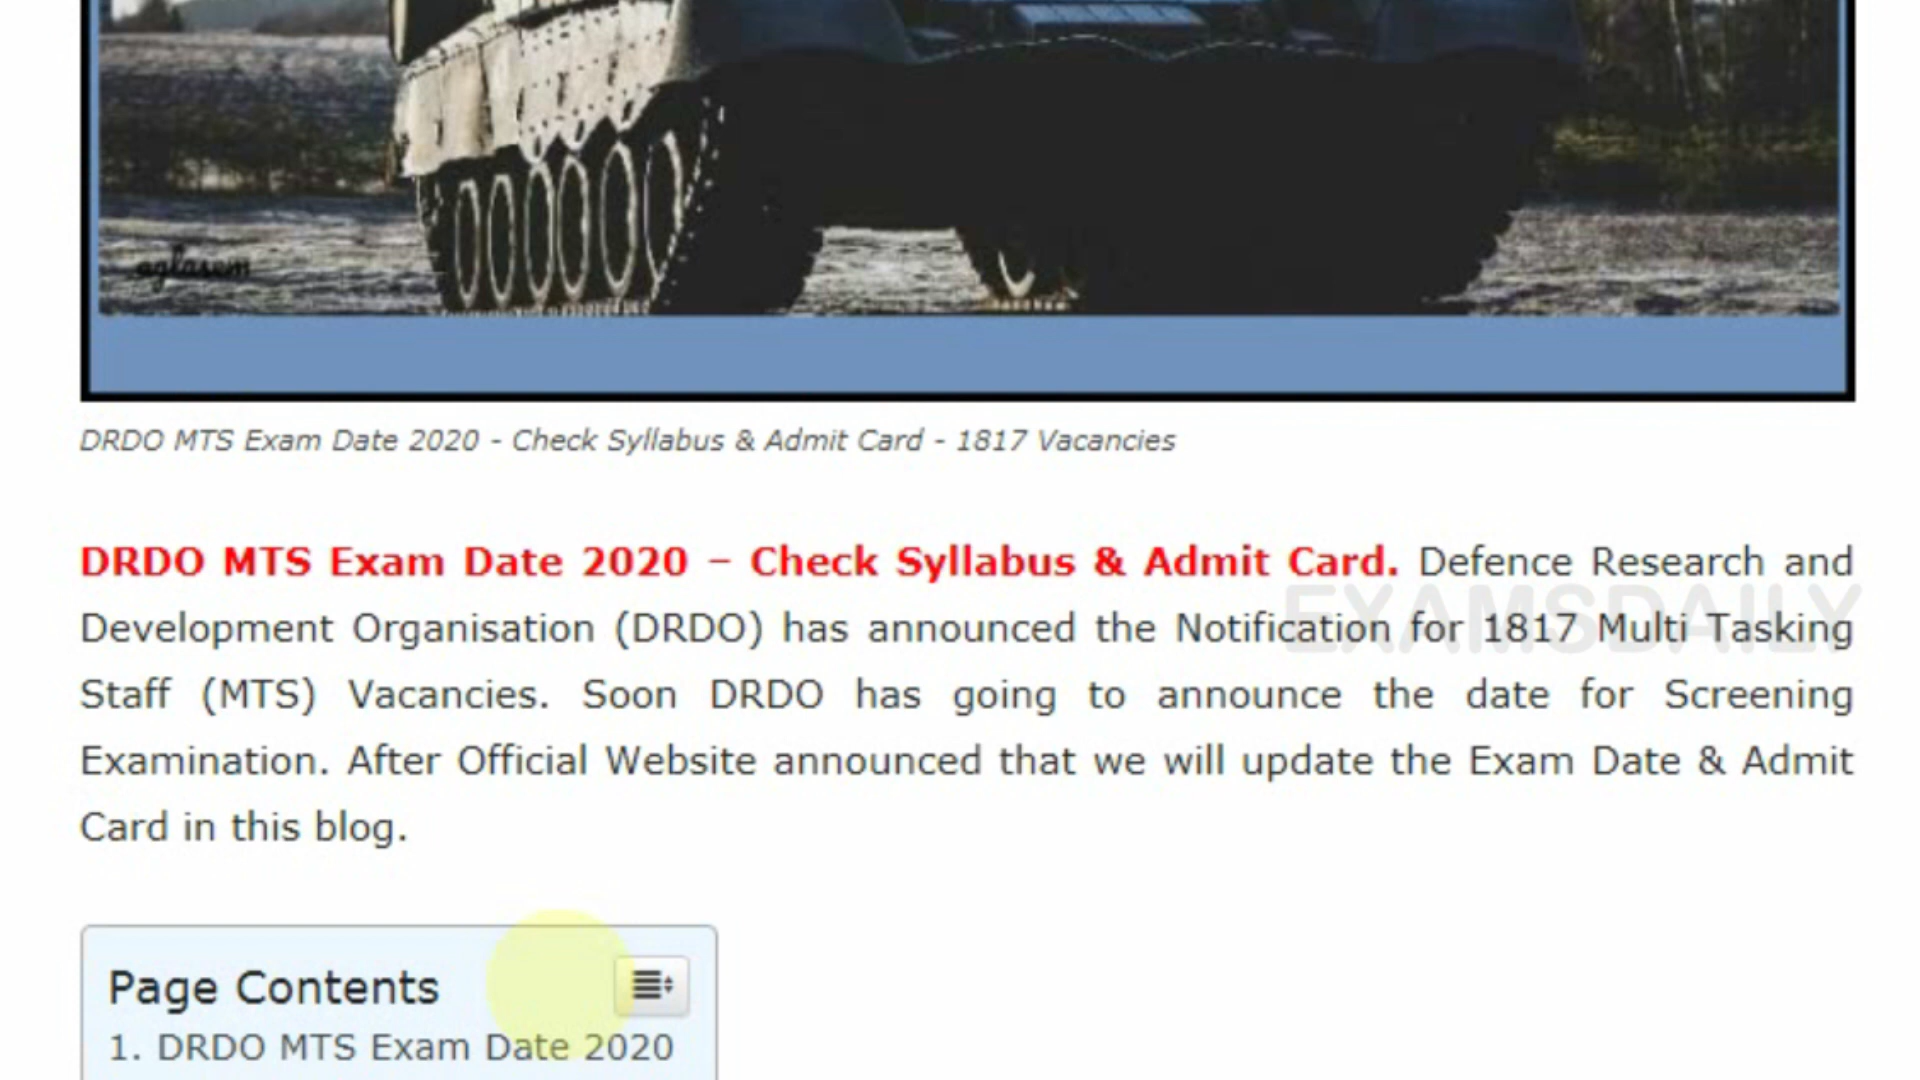 aglasem
DRDO MTS Exam Date 2020 - Check Syllabus & Admit Card - 1817 Vacancies
DRDO MTS Exam Date 2020 – Check Syllabus & Admit Card. Defence Research and
EXAMSDAILY
Development Organisation (DRDO) has announced the Notification for 1817 Multi Tasking
Staff (MTS) Vacancies. Soon DRDO has going to announce the date for Screening
Examination. After Official Website announced that we will update the Exam Date & Admit
Card in this blog.
Page Contents
1. DRDO MTS Exam Date 2020